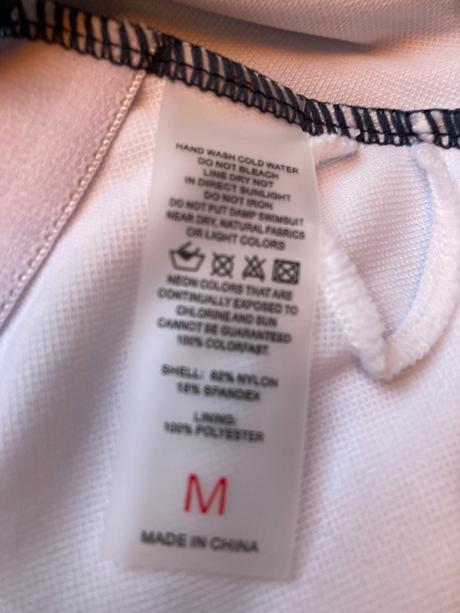 HAND WASH COLD WATER
DO NOT BLEACH
LINE DRY NOT
IN DIRECT SUNLIGHT
DO NOT IRON
DO NOT PUT DAMP SWIMSUIT
NEAR DRY, NATURAL FABRICS
OR LIGHT COLORS
NEON COLORS THAT ARE
CONTINUALLY EXPOSED TO
CHLORINE AND SUN
CANNOT BE GUARANTEED
100% COLORFAST.
SHELL: 82% NYLON
18% SPANDEX
LINING:
100% POLYESTER
M
MADE IN CHINA